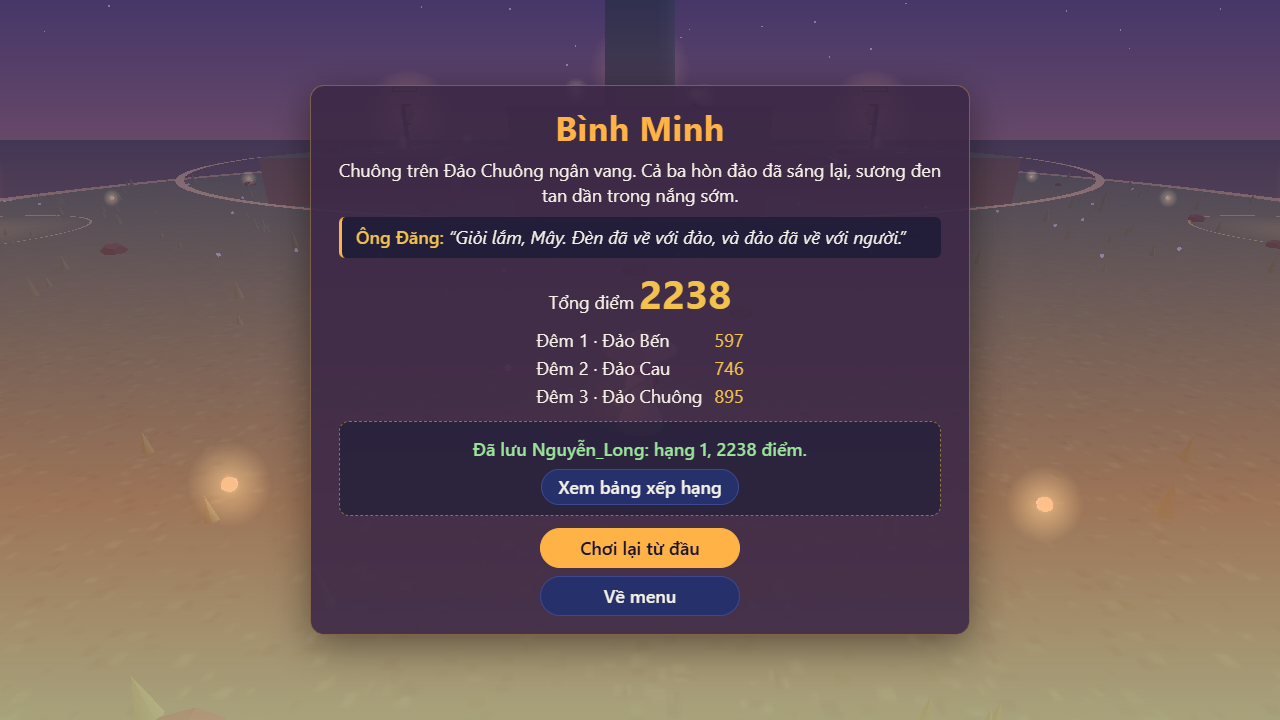 Bình Minh
Chuông trên Đảo Chuông ngân vang. Cả ba hòn đảo đã sáng lại, sương đen
tan dần trong nắng sớm.
Ông Đăng: “Giỏi lắm, Mây. Đèn đã về với đảo, và đảo đã về với người.”
Tổng điểm 2238
Đêm 1 · Đảo Bến 597
Đêm 2 · Đảo Cau 746
Đêm 3 · Đảo Chuông 895
Đã lưu Nguyễn_Long: hạng 1, 2238 điểm.
Xem bảng xếp hạng
Chơi lại từ đầu
Về menu